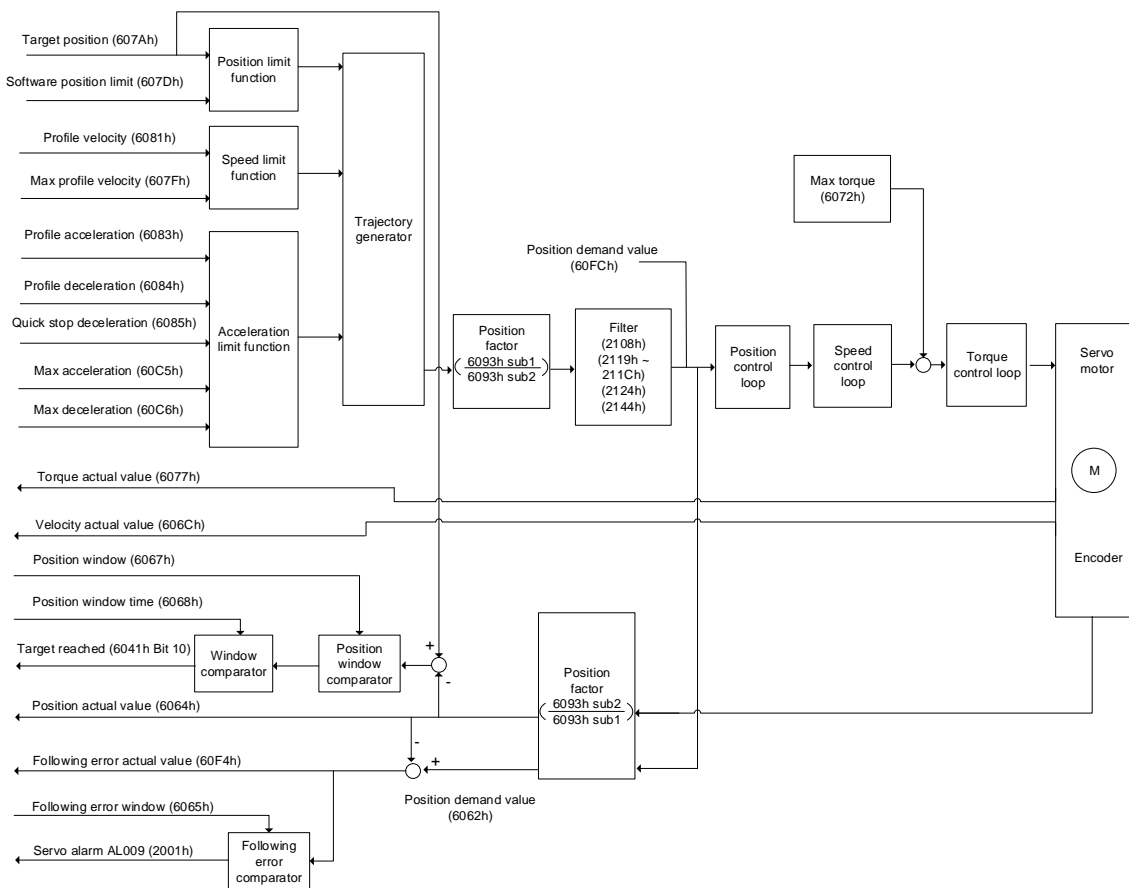 Target position (607Ah)
Software position limit (607Dh)
Position limit
function
Profile velocity (6081h)
Max profile velocity (607Fh)
Speed limit
function
Profile acceleration (6083h)
Profile deceleration (6084h)
Quick stop deceleration (6085h)
Max acceleration (60C5h)
Max deceleration (60C6h)
Acceleration
limit function
Trajectory
generator
Position
factor
( 6093h sub1
6093h sub2 )
Filter
(2108h)
(2119h ~
211Ch)
(2124h)
(2144h)
Position demand value
(60FCh)
Position
control
loop
Speed
control
loop
Max torque
(6072h)
Torque
control loop
Servo
motor
M
Encoder
Torque actual value (6077h)
Velocity actual value (606Ch)
Position window (6067h)
Position window time (6068h)
Target reached (6041h Bit 10)
Window
comparator
Position
window
comparator
+
-
Position
factor
( 6093h sub2
6093h sub1 )
Position actual value (6064h)
-
+
Following error actual value (60F4h)
Position demand value
(6062h)
Following error window (6065h)
Servo alarm AL009 (2001h)
Following
error
comparator